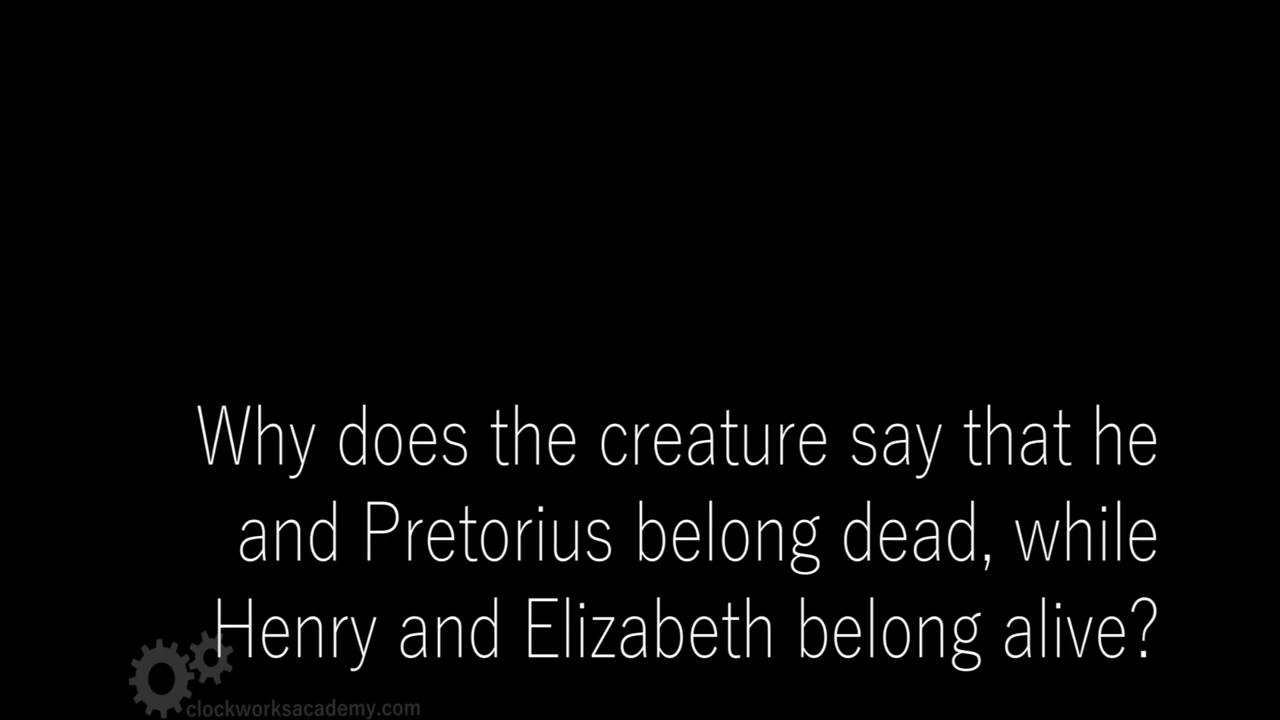 Why does the creature say that he
and Pretorius belong dead, while
Henry and Elizabeth belong alive?
clockworksacademy.com